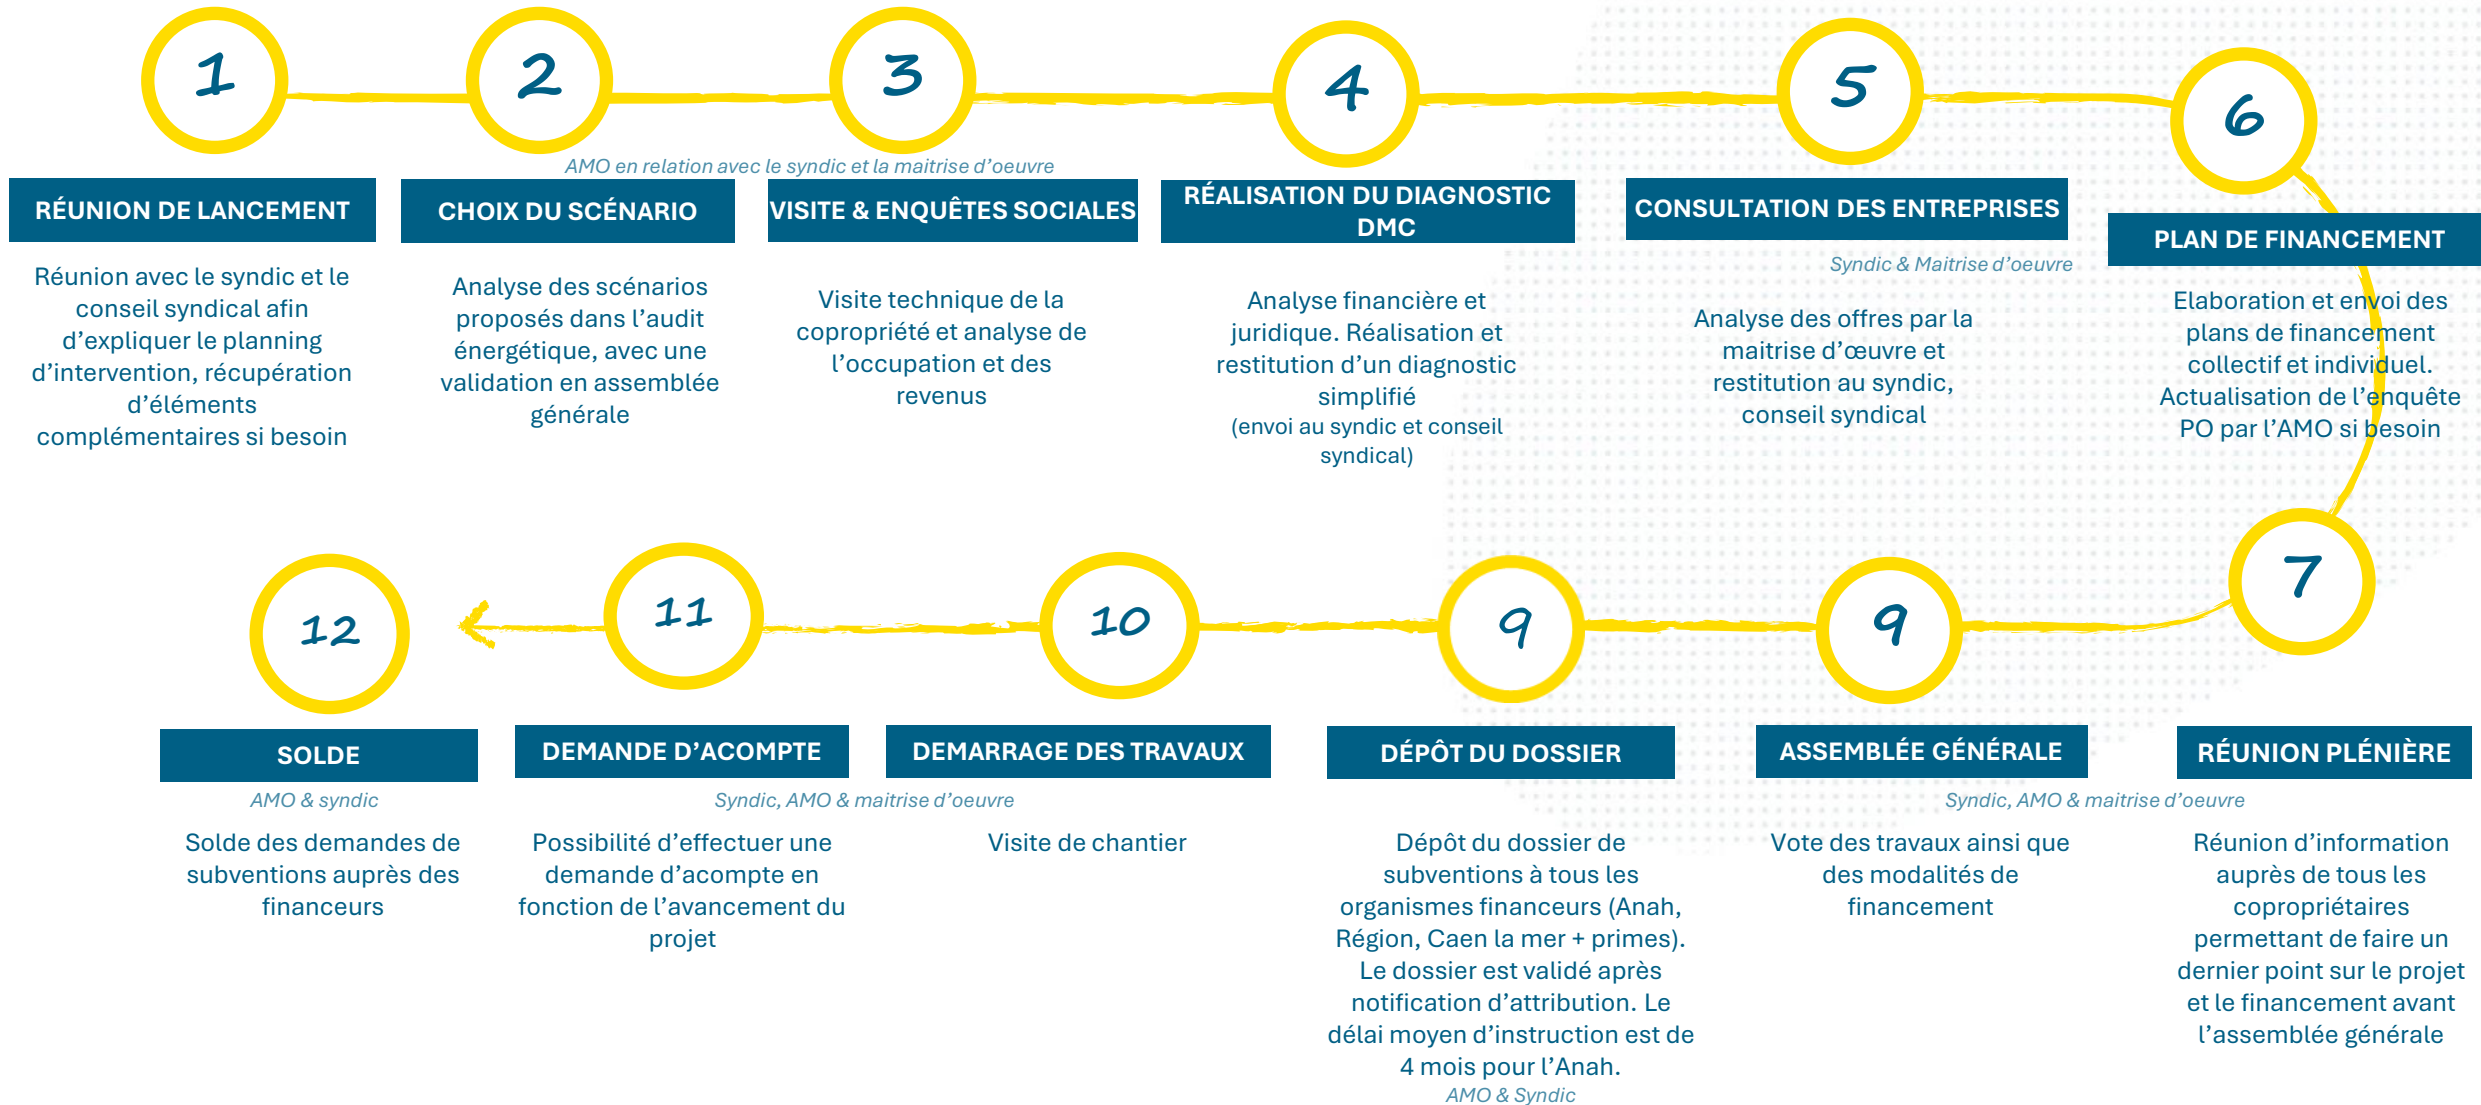 1
2
3
4
5
6
AMO en relation avec le syndic et la maitrise d'oeuvre
RÉUNION DE LANCEMENT
Réunion avec le syndic et le
conseil syndical afin
d'expliquer le planning
d'intervention, récupération
d'éléments
complémentaires si besoin
CHOIX DU SCÉNARIO
Analyse des scénarios
proposés dans l'audit
énergétique, avec une
validation en assemblée
générale
VISITE & ENQUÊTES SOCIALES
Visite technique de la
copropriété et analyse de
l'occupation et des
revenus
RÉALISATION DU DIAGNOSTIC
DMC
Analyse financière et
juridique. Réalisation et
restitution d'un diagnostic
simplifié
(envoi au syndic et conseil
syndical)
CONSULTATION DES ENTREPRISES
Syndic & Maitrise d'oeuvre
Analyse des offres par la
maitrise d'œuvre et
restitution au syndic,
conseil syndical
PLAN DE FINANCEMENT
Elaboration et envoi des
plans de financement
collectif et individuel.
Actualisation de l'enquête
PO par l'AMO si besoin
7
9
9
10
11
12
RÉUNION PLÉNIÈRE
Syndic, AMO & maitrise d'oeuvre
Réunion d'information
auprès de tous les
copropriétaires
permettant de faire un
dernier point sur le projet
et le financement avant
l'assemblée générale
ASSEMBLÉE GÉNÉRALE
Vote des travaux ainsi que
des modalités de
financement
DÉPÔT DU DOSSIER
Dépôt du dossier de
subventions à tous les
organismes financeurs (Anah,
Région, Caen la mer + primes).
Le dossier est validé après
notification d'attribution. Le
délai moyen d'instruction est de
4 mois pour l'Anah.
AMO & Syndic
DEMARRAGE DES TRAVAUX
Syndic, AMO & maitrise d'oeuvre
Visite de chantier
DEMANDE D'ACOMPTE
Possibilité d'effectuer une
demande d'acompte en
fonction de l'avancement du
projet
SOLDE
AMO & syndic
Solde des demandes de
subventions auprès des
financeurs